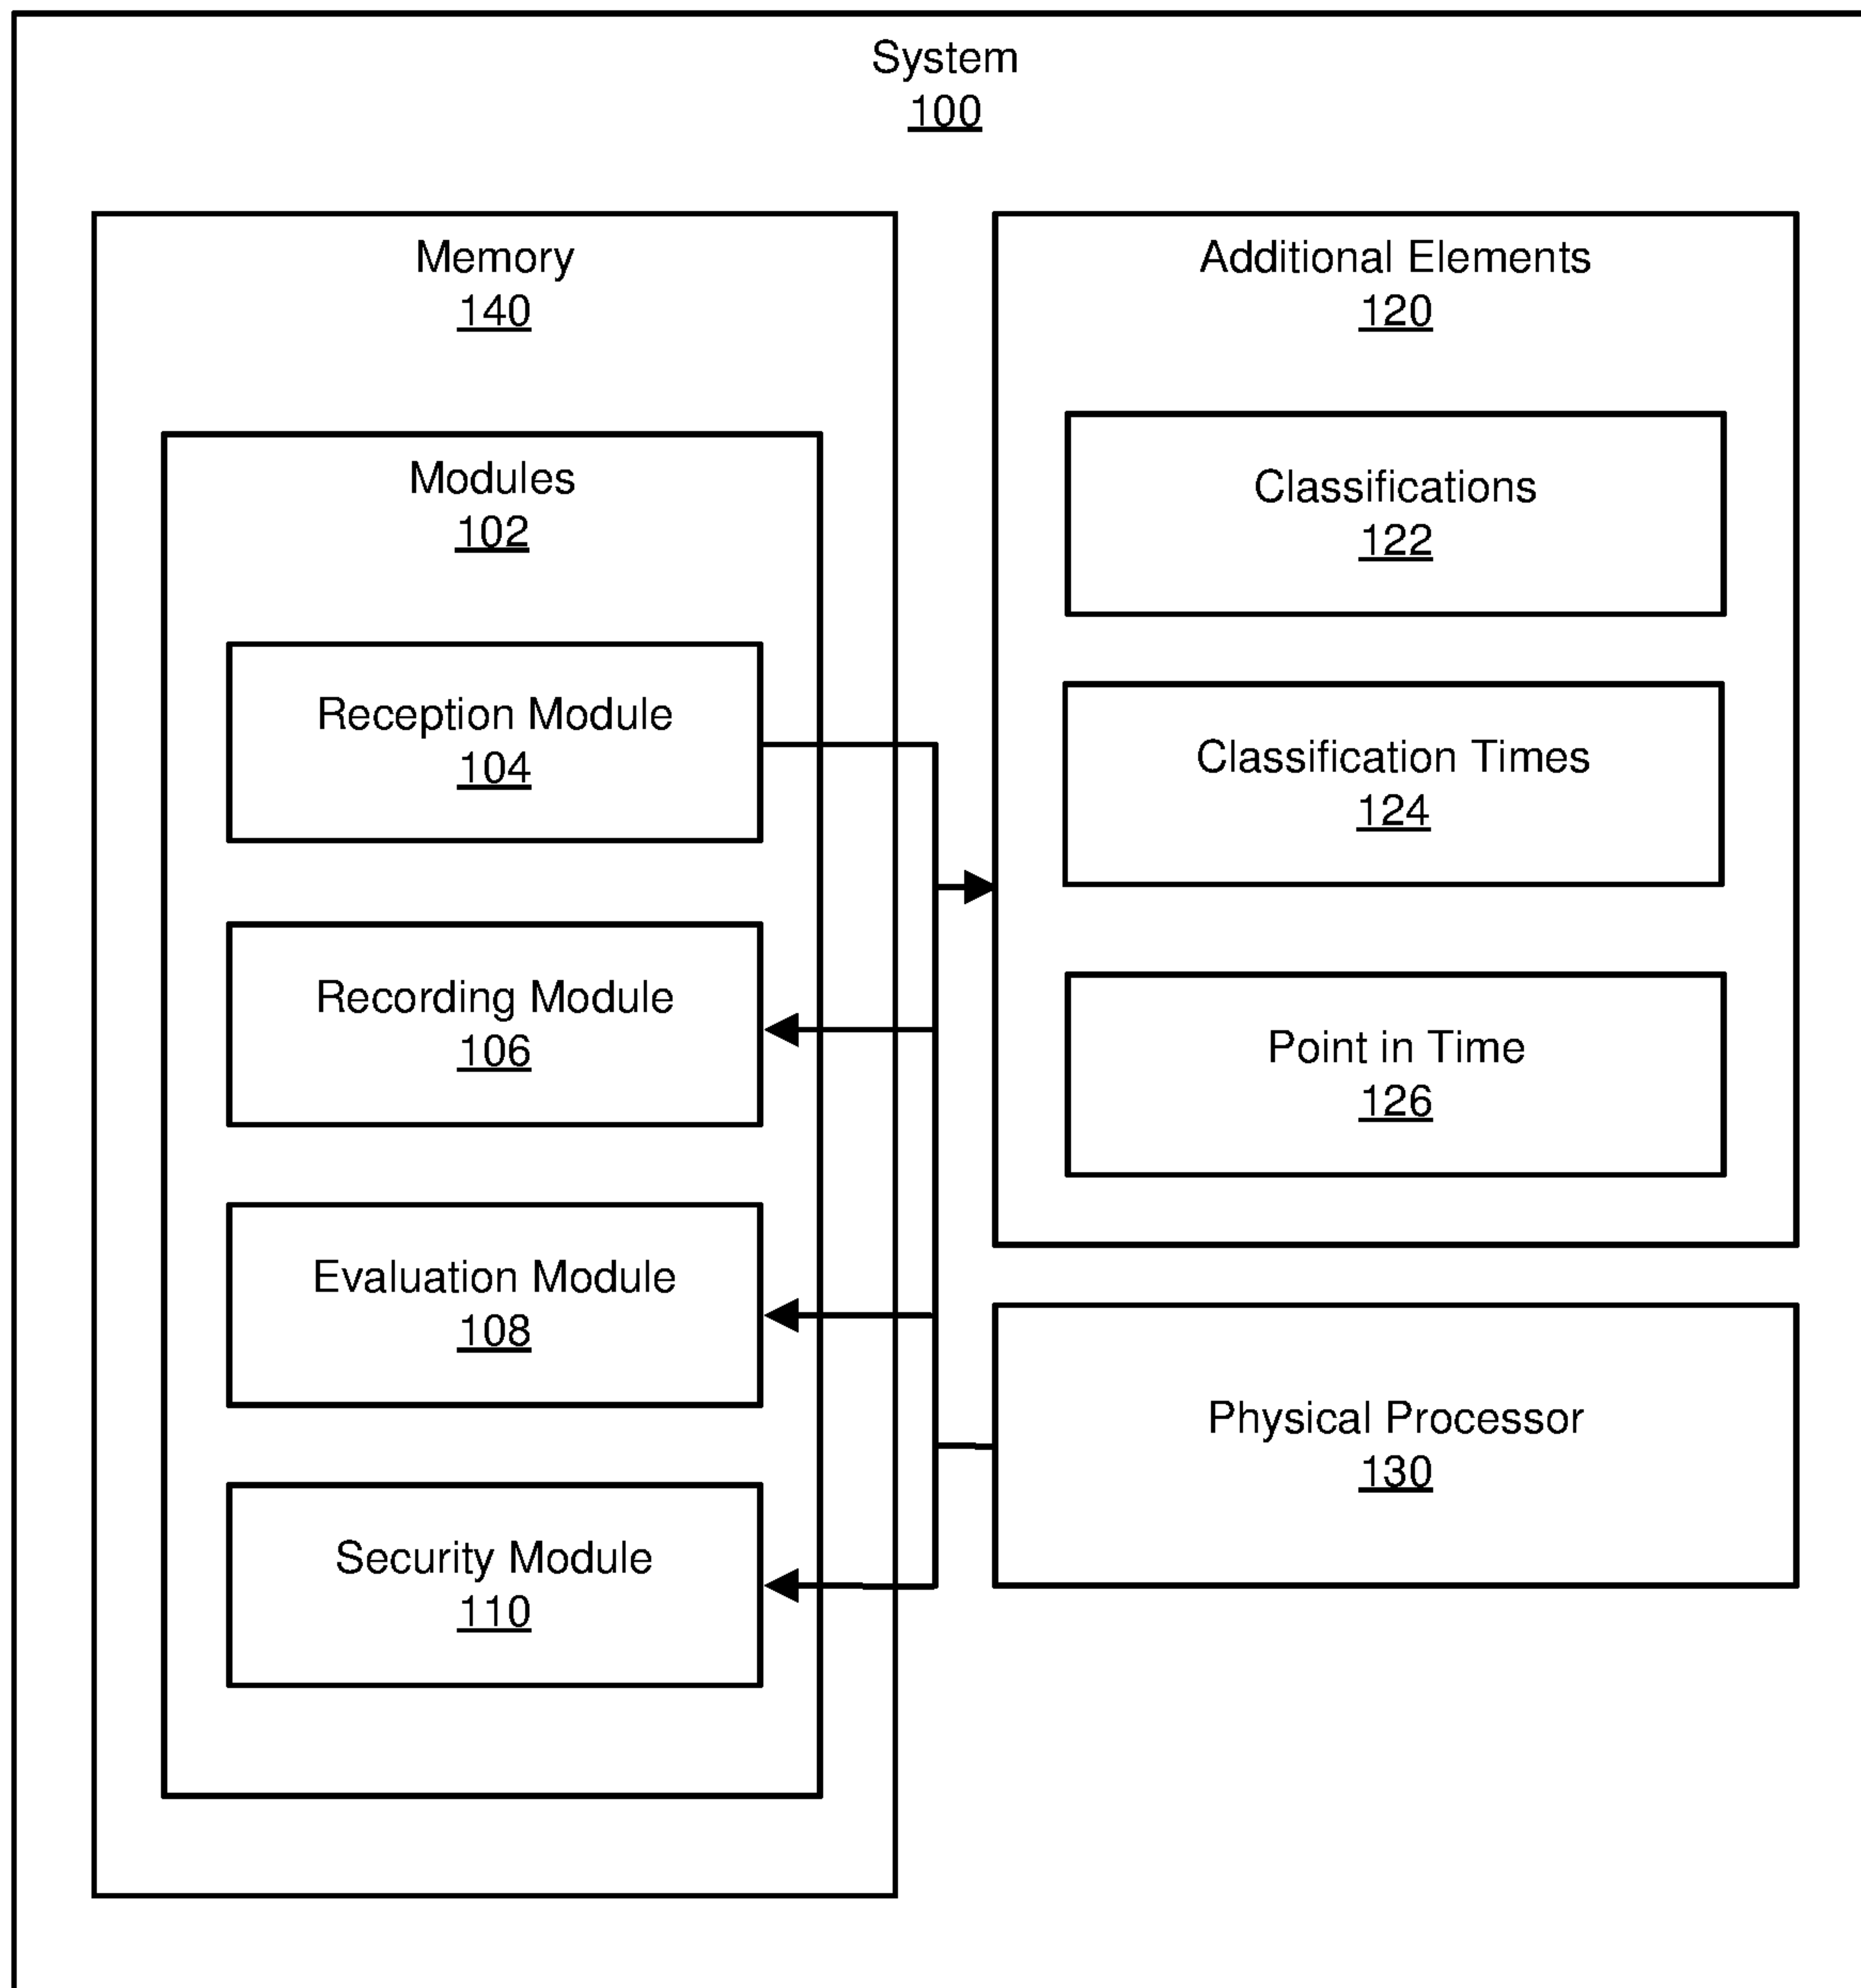 System
100
Memory
140
Modules
102
Reception Module
104
Recording Module
106
Evaluation Module
108
Security Module
110
Additional Elements
120
Classifications
122
Classification Times
124
Point in Time
126
Physical Processor
130